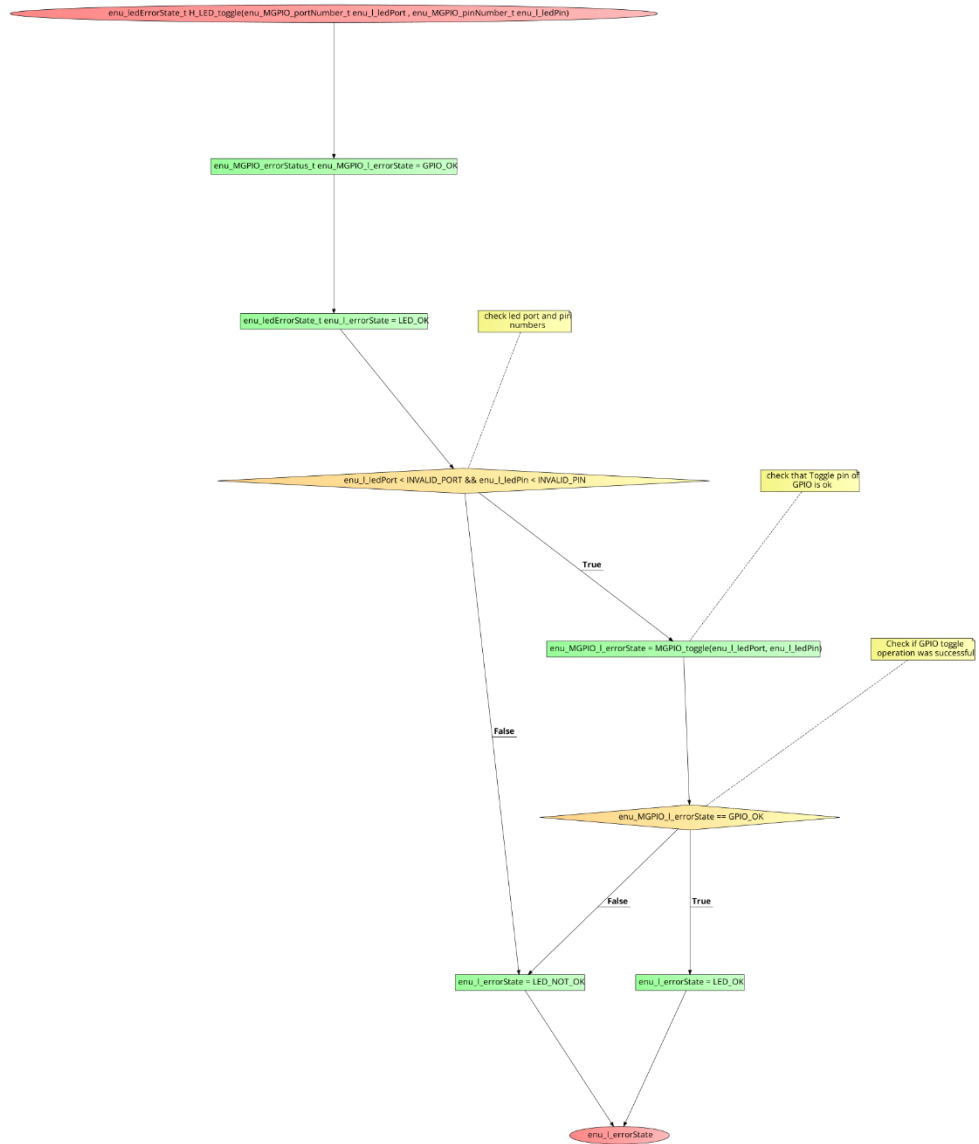 enu_ledErrorState_t H_LED_toggle(enu_MGPIO_portNumber_t enu_l_ledPort , enu_MGPIO_pinNumber_t enu_l_ledPin)
enu_MGPIO_errorStatus_t enu_MGPIO_l_errorState = GPIO_OK
enu_ledErrorState_t enu_l_errorState = LED_OK
check led port and pin
numbers
enu_l_ledPort < INVALID_PORT && enu_l_ledPin < INVALID_PIN
check that Toggle pin of
GPIO is ok
True
enu_MGPIO_l_errorState = MGPIO_toggle(enu_l_ledPort, enu_l_ledPin)
Check if GPIO toggle
operation was successful
False
enu_MGPIO_l_errorState == GPIO_OK
False
True
enu_l_errorState = LED_NOT_OK
enu_l_errorState = LED_OK
enu_l_errorState